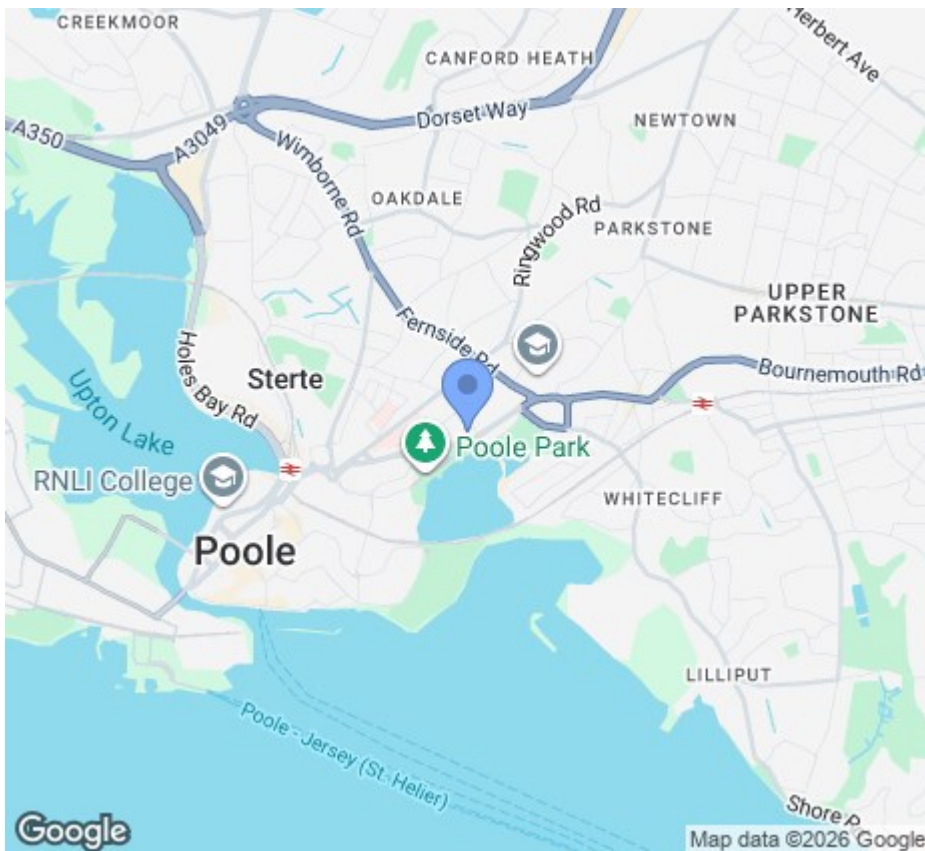 CREEKMOOR
CANFORD HEATH
Herbert Ave
A350
A3049
Dorset Way
NEWTOWN
Wimborne Rd
OAKDALE
Ringwood Rd
PARKSTONE
UPPER
PARKSTONE
Holes Bay Rd
Fernside Rd
Bournemouth Rd
Sterte
Upton Lake
Poole Park
RNLI College
WHITECLIFF
Poole
LILLIPUT
Poole - Jersey (St. Helier)
Shore
Google
Map data ©2026 Google